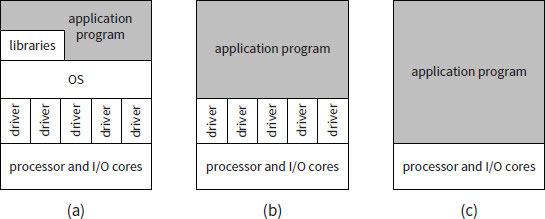 application
program
libraries
OS
driver
driver
driver
driver
driver
processor and I/O cores
(a)
application program
driver
driver
driver
driver
driver
processor and I/O cores
(b)
application program
processor and I/O cores
(c)